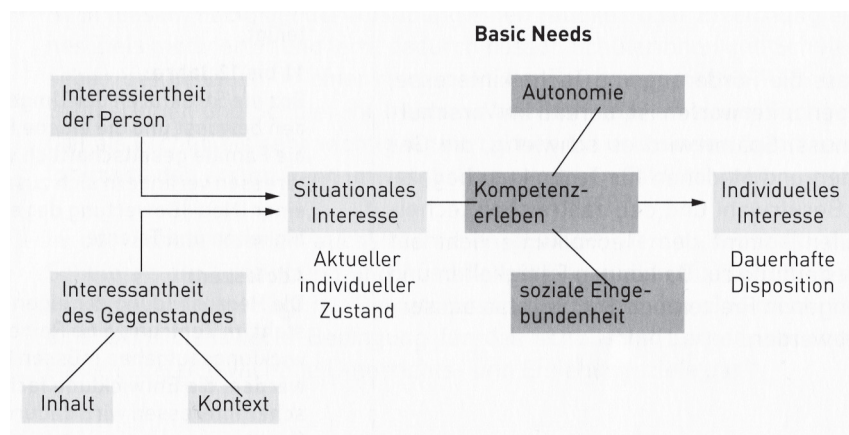 Basic Needs
Interessiertheit
der Person
Autonomie
Situationales
Interesse
Kompetenz-
erleben
Individuelles
Interesse
Aktueller
individueller
Zustand
Dauerhafte
Disposition
Interessantheit
des Gegenstandes
soziale Einge-
bundenheit
Inhalt
Kontext